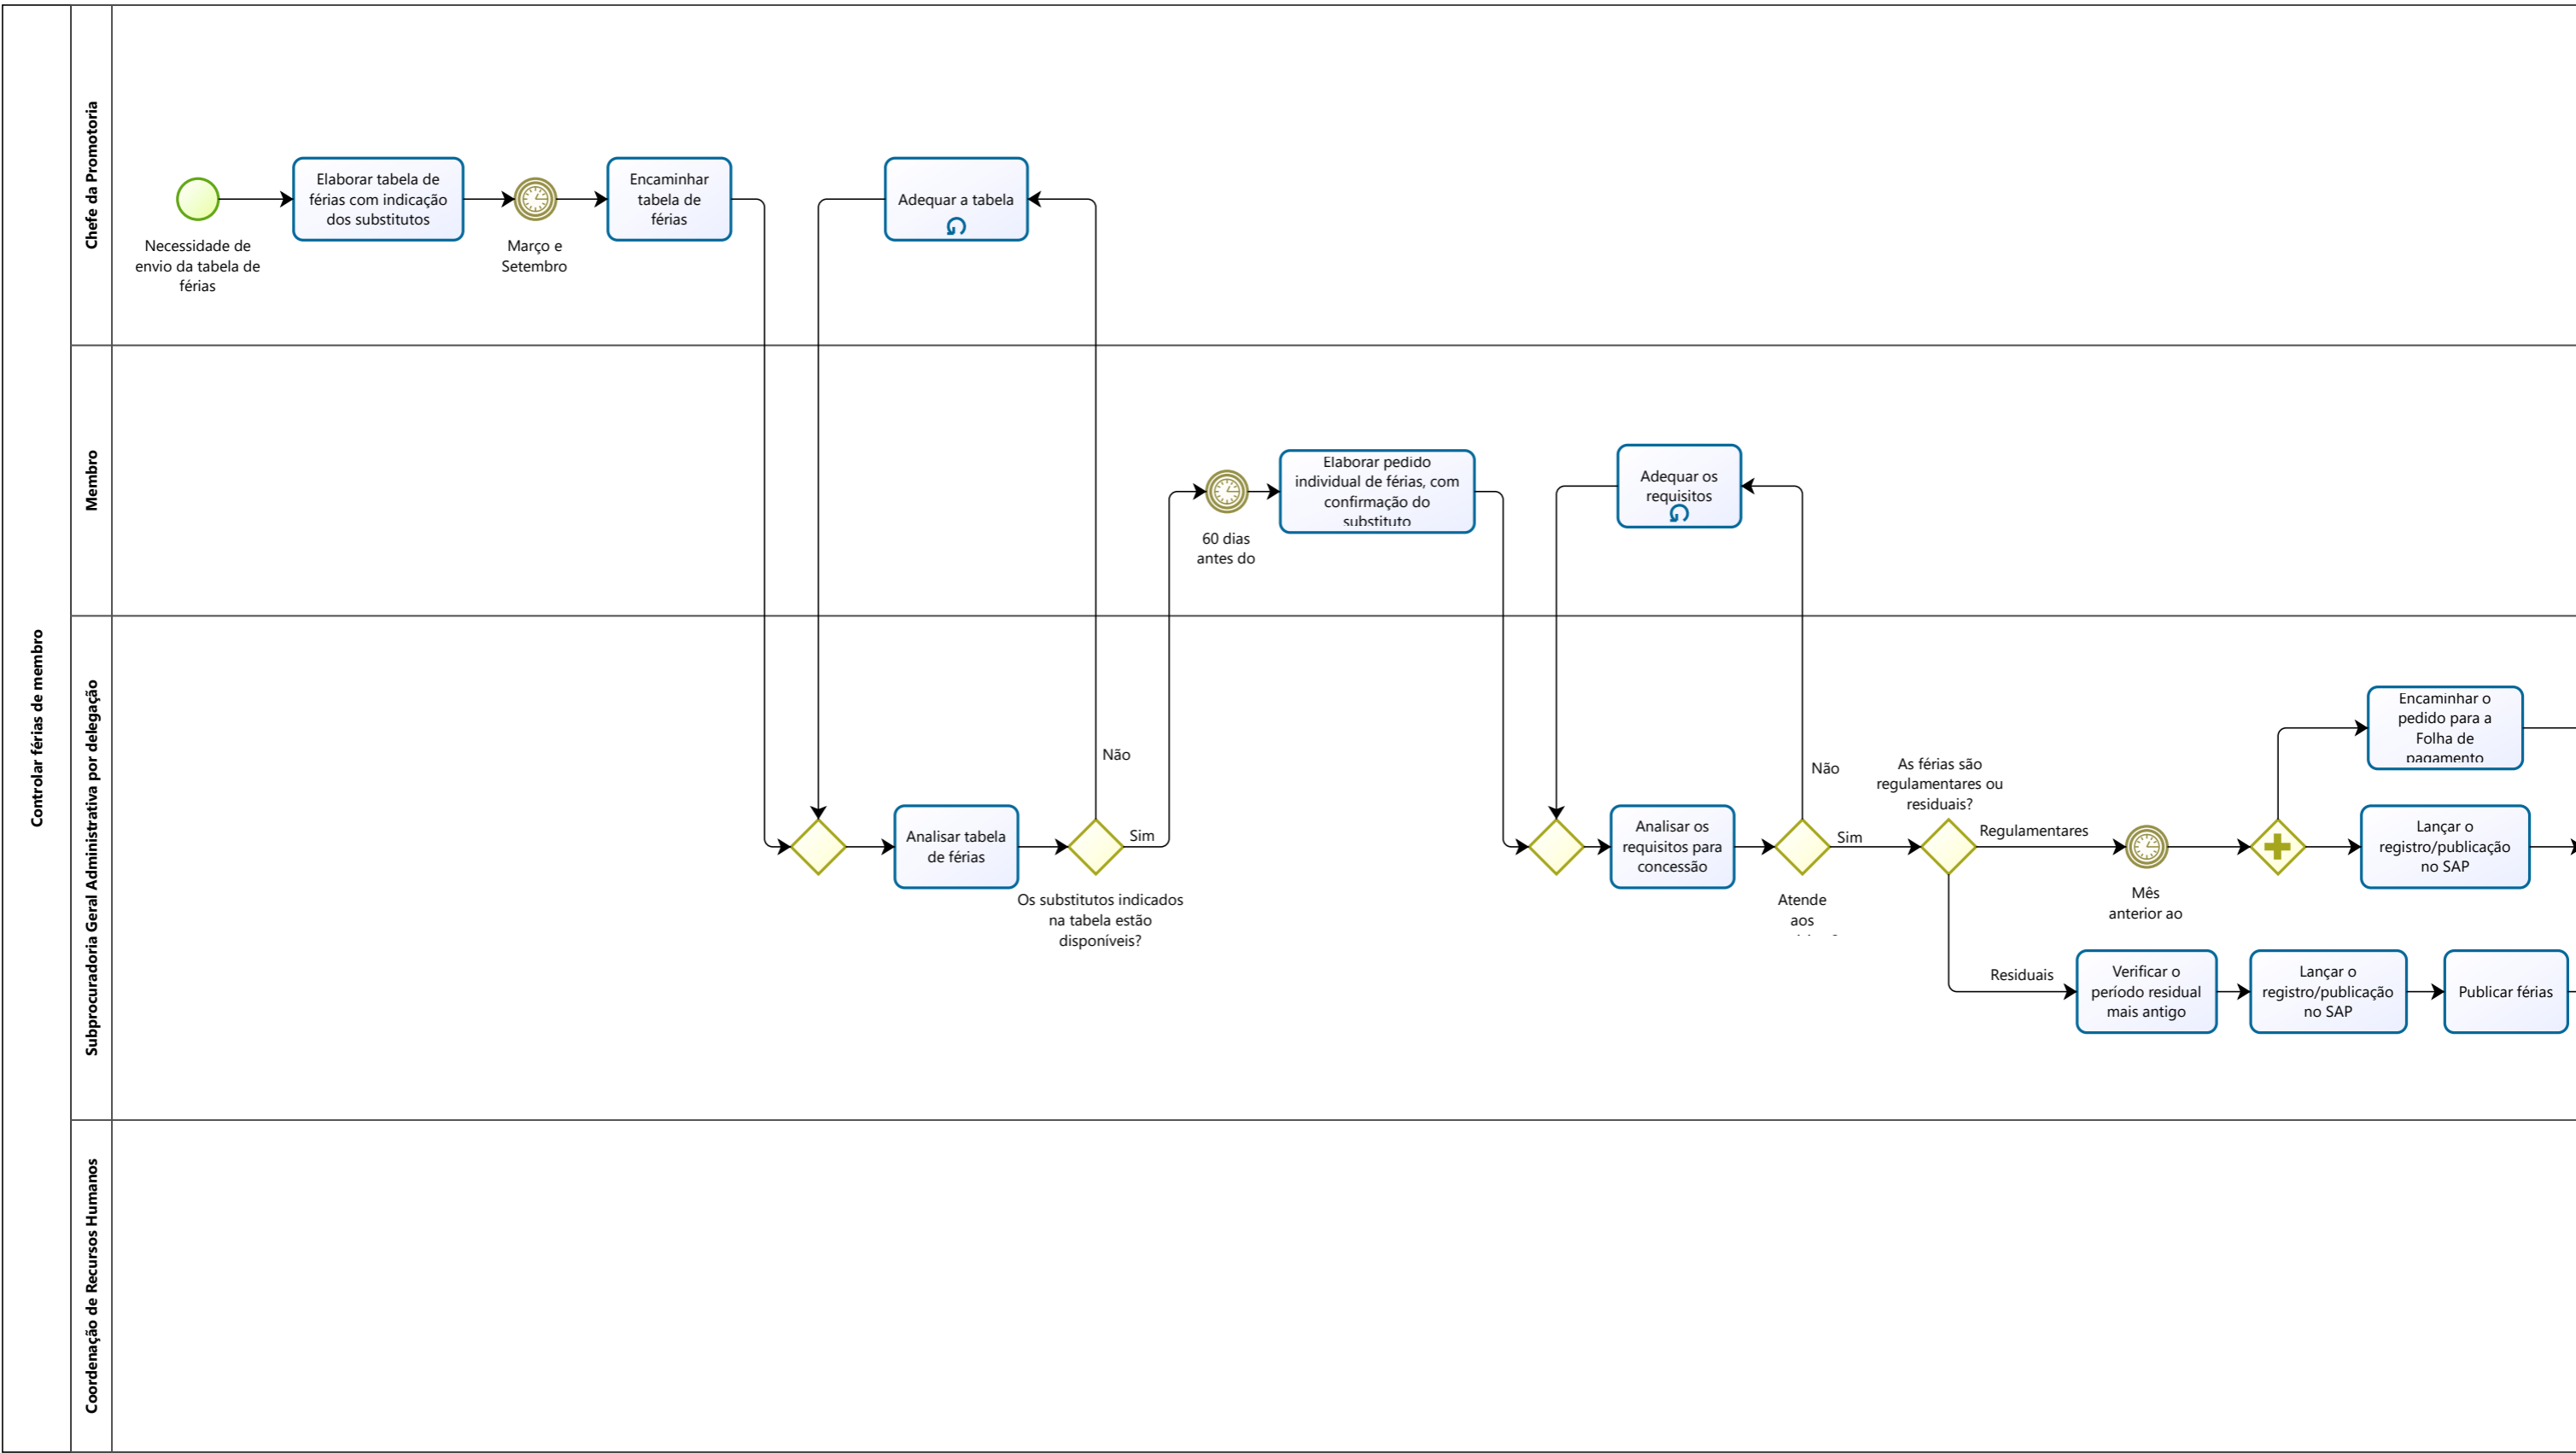 Controlar férias de membro
Chefe da Promotoria
Necessidade de
envio da tabela de
férias
Elaborar tabela de
férias com indicação
dos substitutos
Março e
Setembro
Encaminhar
tabela de
férias
Adequar a tabela
Membro
60 dias
antes do
Elaborar pedido
individual de férias, com
confirmação do
substituto
Adequar os
requisitos
Subprocuradoria Geral Administrativa por delegação
Analisar tabela
de férias
Não
Sim
Os substitutos indicados
na tabela estão
disponíveis?
Analisar os
requisitos para
concessão
Não
Sim
Atende
aos
As férias são
regulamentares ou
residuais?
Regulamentares
Mês
anterior ao
Encaminhar o
pedido para a
Folha de
pagamento
Lançar o
registro/publicação
no SAP
Residuais
Verificar o
período residual
mais antigo
Lançar o
registro/publicação
no SAP
Publicar férias
Coordenação de Recursos Humanos